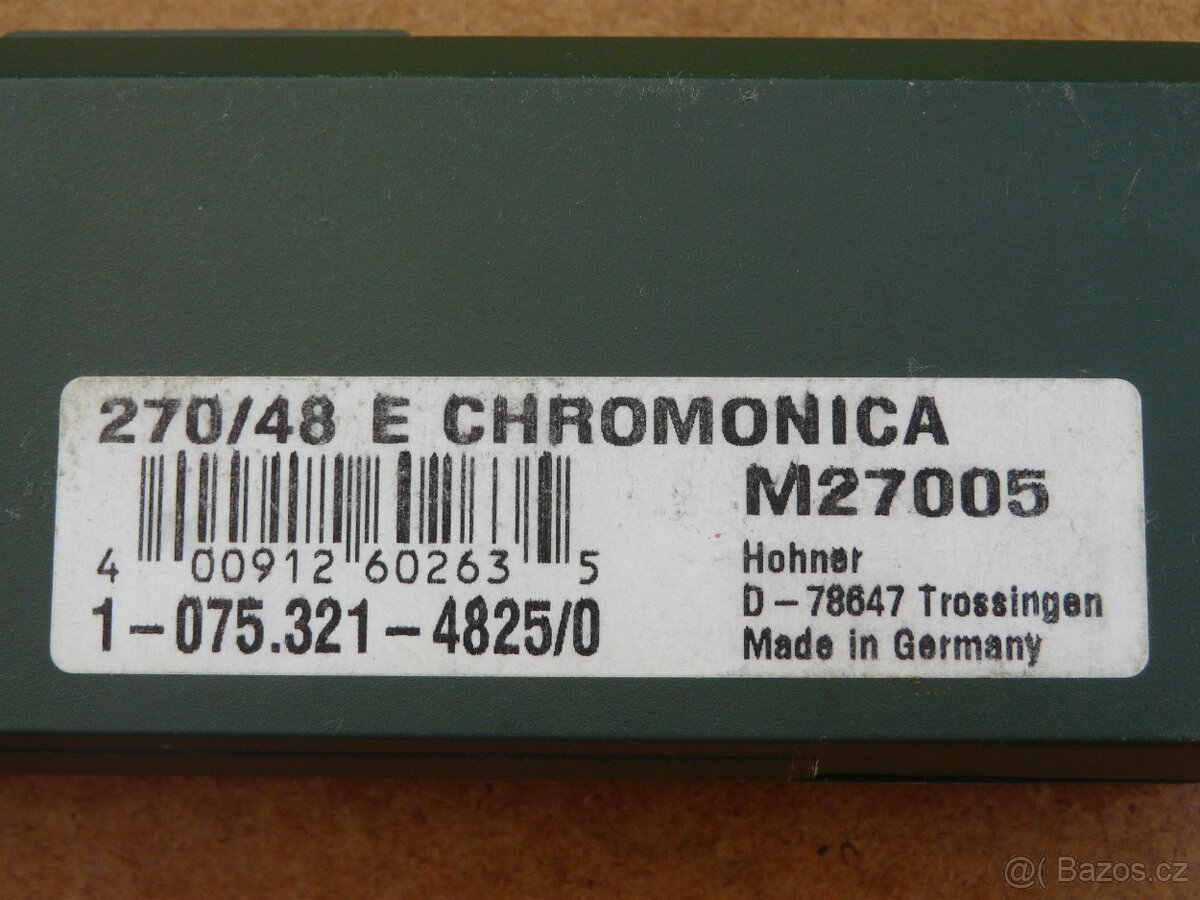 270/48 E CHROMONICA
M27005
4 00912 60263 5
1-075.321-4825/0
Hohner
D-78647 Trossingen
Made in Germany
@( Bazos.cz